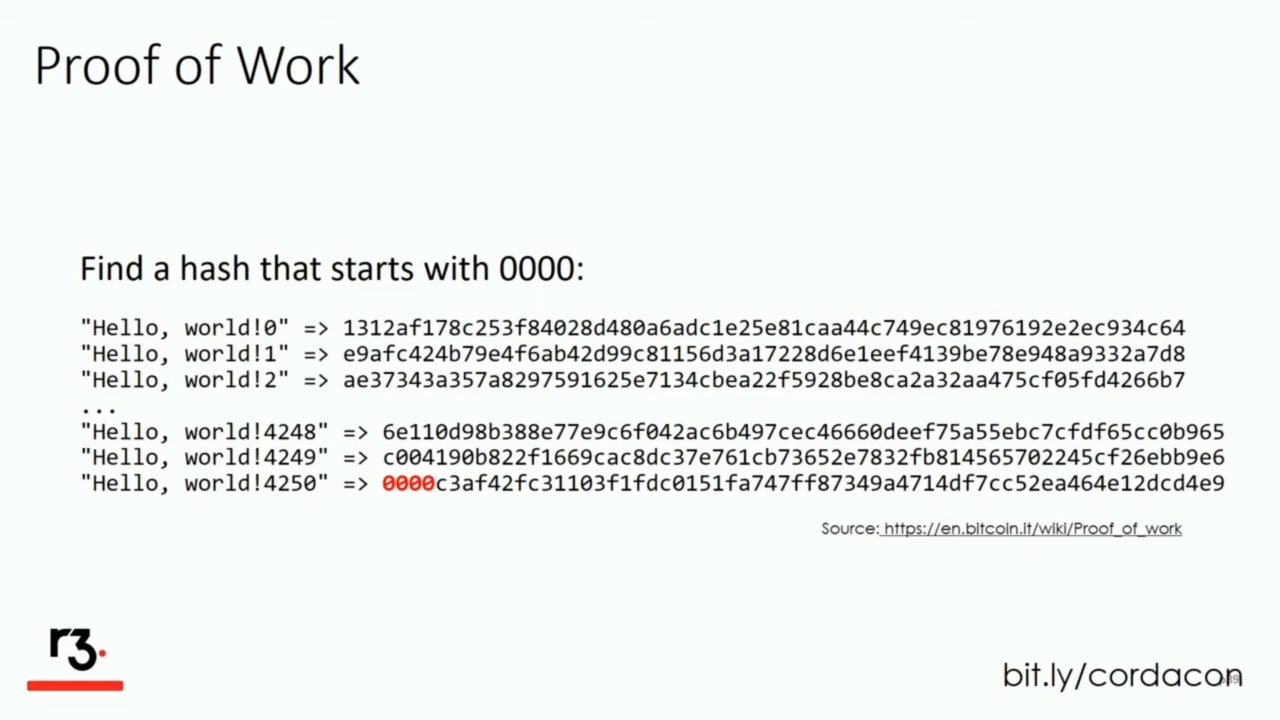 Proof of Work
Find a hash that starts with 0000:
"Hello, world!0" => 1312af178c253f84028d480a6adc1e25e81caa44c749ec81976192e2ec934c64
"Hello, world!1" => e9afc424b79e4f6ab42d99c81156d3a17228d6e1eef4139be78e948a9332a7d8
"Hello, world!2" => ae37343a357a8297591625e7134cbea22f5928be8ca2a32aa475cf05fd4266b7
...
"Hello, world!4248" => 6e110d98b388e77e9c6f042ac6b497cec46660deef75a55ebc7cfdf65cc0b965
"Hello, world!4249" => c004190b822f1669cac8dc37e761cb73652e7832fb814565702245cf26ebb9e6
"Hello, world!4250" => 0000c3af42fc31103f1fdc0151fa747ff87349a4714df7cc52ea464e12dcd4e9
Source: https://en.bitcoin.it/wiki/Proof_of_work
r3.
bit.ly/cordacon